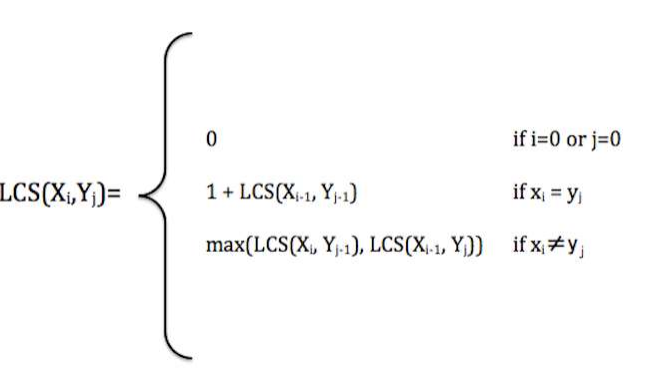 0 if i=0 or j=0
LCS(Xᵢ,Yⱼ)= 1 + LCS(Xᵢ₋₁, Yⱼ₋₁) if xᵢ = yⱼ
max(LCS(Xᵢ, Yⱼ₋₁), LCS(Xᵢ₋₁, Yⱼ)) if xᵢ≠yⱼ